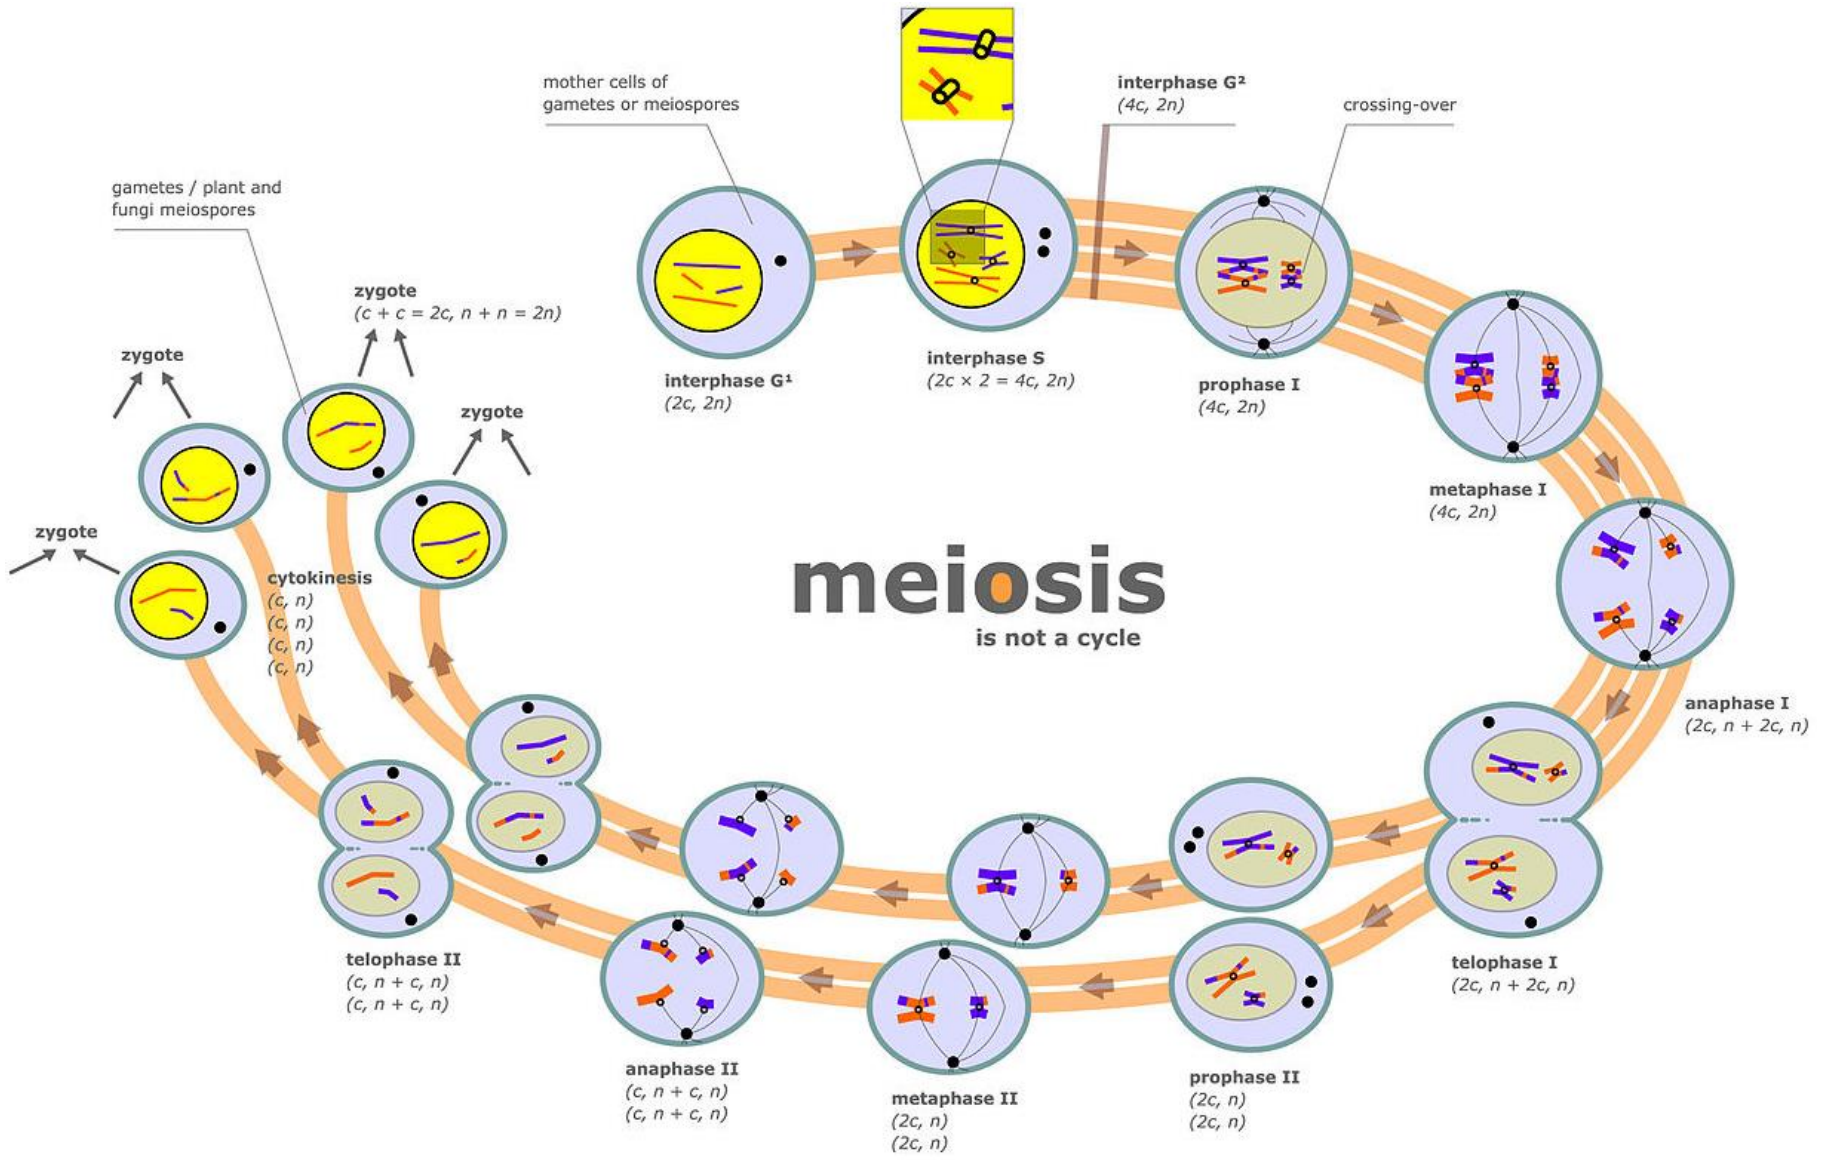 mother cells of
gametes or meiospores
interphase G²
(4c, 2n)
crossing-over
gametes / plant and
fungi meiospores
zygote
(c + c = 2c, n + n = 2n)
zygote
zygote
zygote
interphase G¹
(2c, 2n)
interphase S
(2c × 2 = 4c, 2n)
prophase I
(4c, 2n)
metaphase I
(4c, 2n)
cytokinesis
(c, n)
(c, n)
(c, n)
(c, n)
meiosis
is not a cycle
anaphase I
(2c, n + 2c, n)
telophase I
(2c, n + 2c, n)
prophase II
(2c, n)
(2c, n)
metaphase II
(2c, n)
(2c, n)
anaphase II
(c, n + c, n)
(c, n + c, n)
telophase II
(c, n + c, n)
(c, n + c, n)